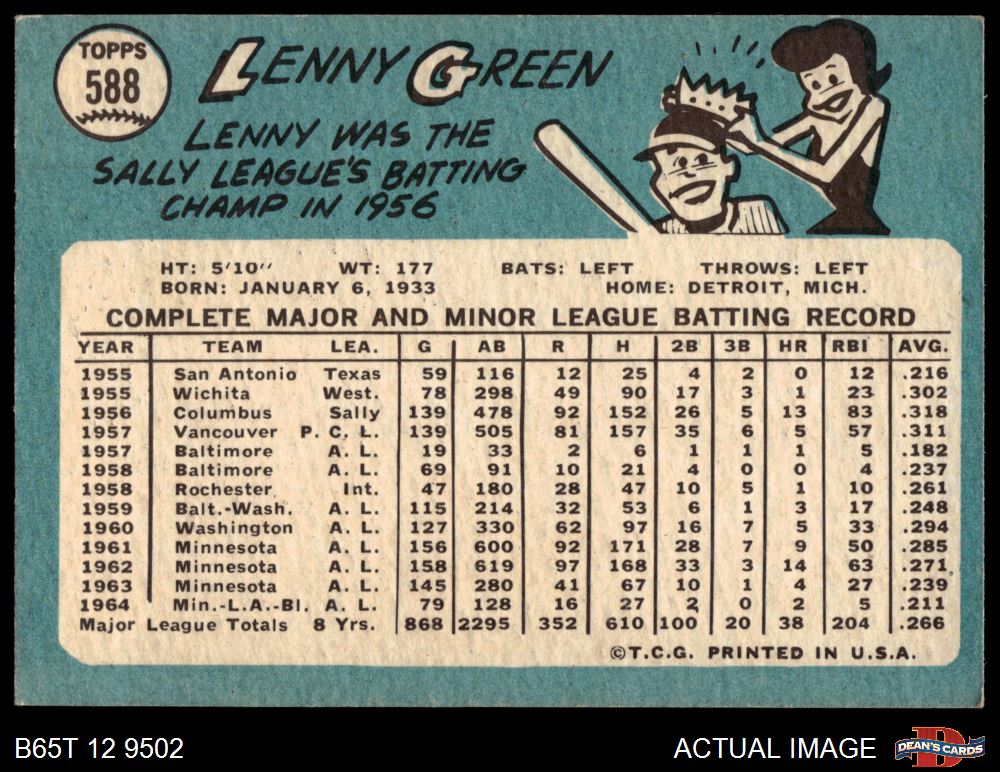 TOPPS
588
LENNY GREEN
LENNY WAS THE
SALLY LEAGUE'S BATTING
CHAMP IN 1956
HT: 5'10" WT: 177 BATS: LEFT THROWS: LEFT
BORN: JANUARY 6, 1933 HOME: DETROIT, MICH.
COMPLETE MAJOR AND MINOR LEAGUE BATTING RECORD
YEAR TEAM LEA. G AB R H 2B 3B HR RBI AVG.
1955 San Antonio Texas 59 116 12 25 4 2 0 12 .216
1955 Wichita West. 78 298 49 90 17 3 1 23 .302
1956 Columbus Sally 139 478 92 152 26 5 13 83 .318
1957 Vancouver P. C. L. 139 505 81 157 35 6 5 57 .311
1957 Baltimore A. L. 19 33 2 6 1 1 1 5 .182
1958 Baltimore A. L. 69 91 10 21 4 0 0 4 .237
1958 Rochester Int. 47 180 28 47 10 5 1 10 .261
1959 Balt.-Wash. A. L. 115 214 32 53 6 1 3 17 .248
1960 Washington A. L. 127 330 62 97 16 7 5 33 .294
1961 Minnesota A. L. 156 600 92 171 28 7 9 50 .285
1962 Minnesota A. L. 158 619 97 168 33 3 14 63 .271
1963 Minnesota A. L. 145 280 41 67 10 1 4 27 .239
1964 Min.-L.A.-Bl. A. L. 79 128 16 27 2 0 2 5 .211
Major League Totals 8 Yrs. 868 2295 352 610 100 20 38 204 .266
©T.C.G. PRINTED IN U.S.A.
B65T 12 9502
ACTUAL IMAGE
D
DEAN'S CARDS